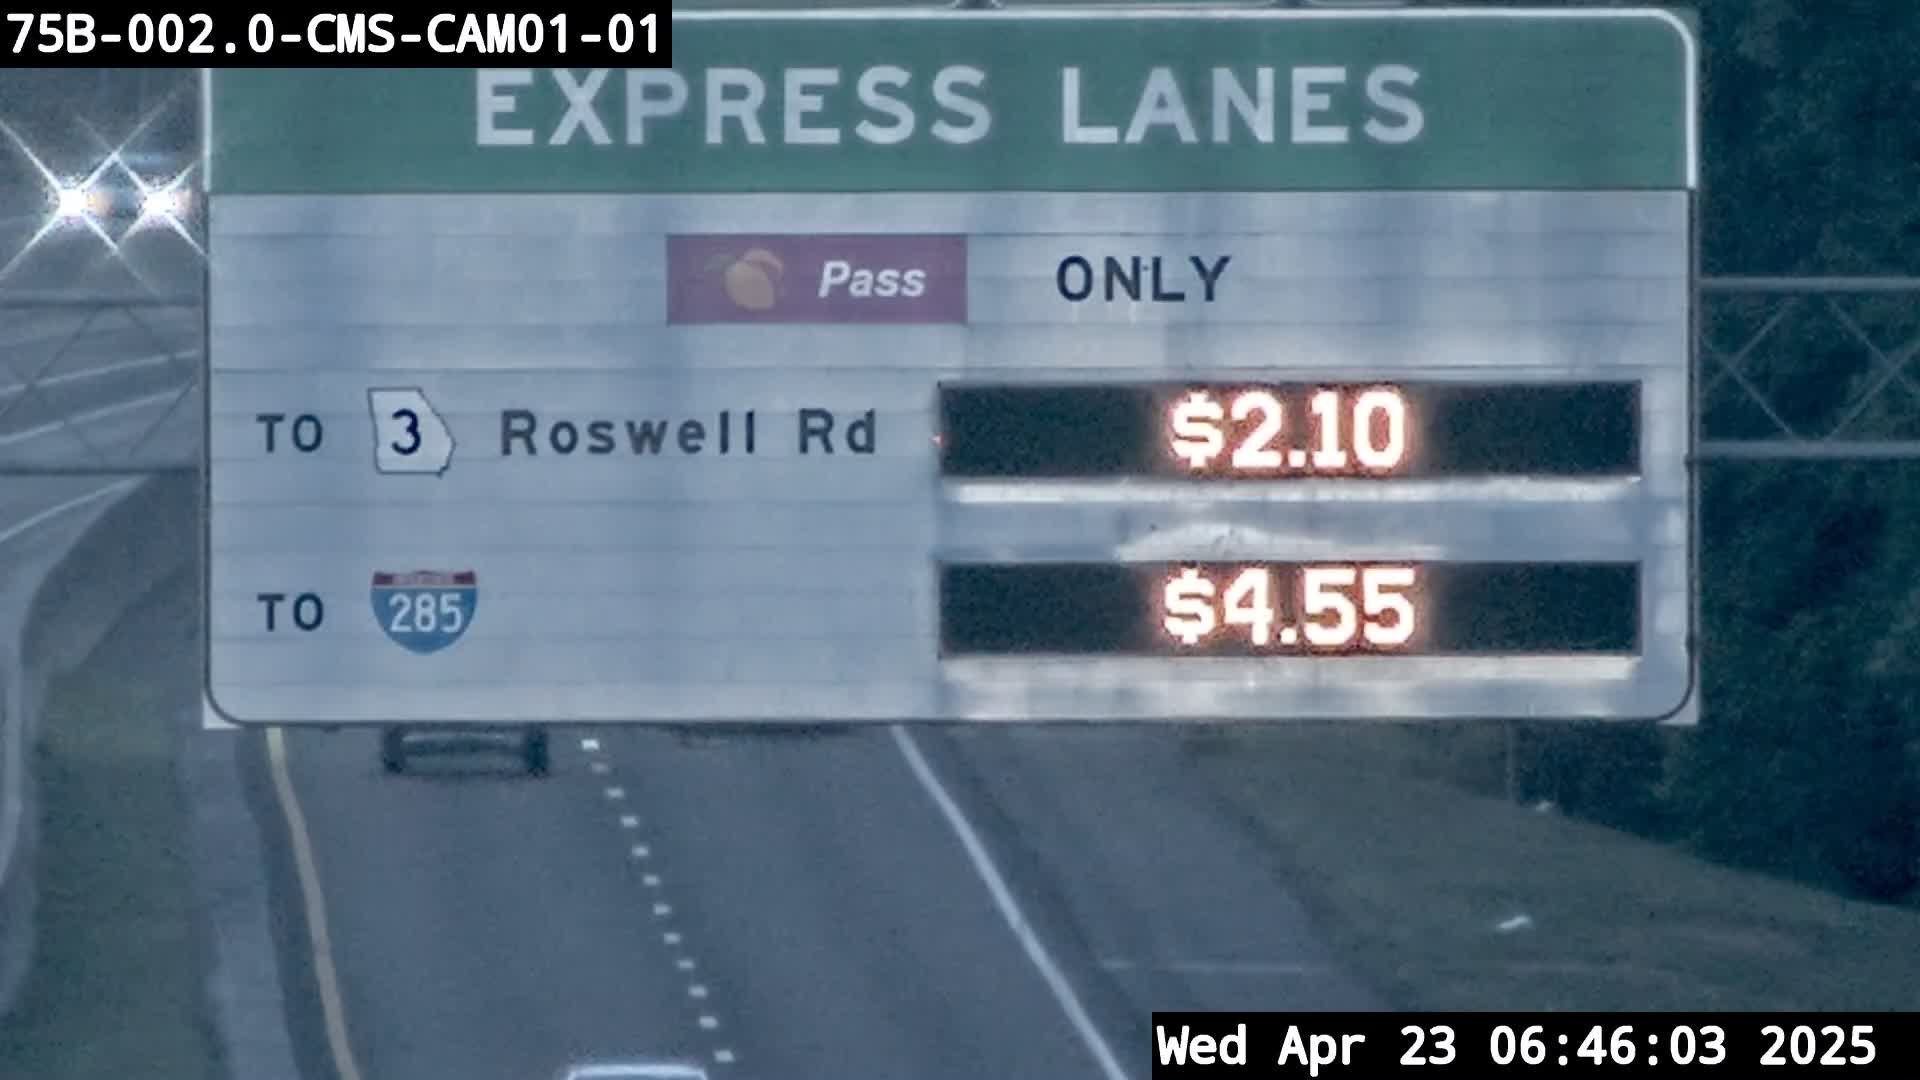 75B-002.0-CMS-CAM01-01
EXPRESS LANES
Pass ONLY
TO 3 Roswell Rd $2.10
TO 285 $4.55
Wed Apr 23 06:46:03 2025